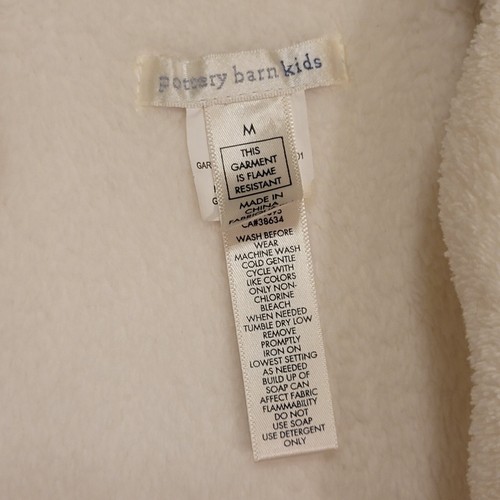 pottery barn kids
M
THIS
GARMENT
IS FLAME
RESISTANT
MADE IN
CHINA
CA#38634
WASH BEFORE
WEAR
MACHINE WASH
COLD GENTLE
CYCLE WITH
LIKE COLORS
ONLY NON-
CHLORINE
BLEACH
WHEN NEEDED
TUMBLE DRY LOW
REMOVE
PROMPTLY
IRON ON
LOWEST SETTING
AS NEEDED
BUILD UP OF
SOAP CAN
AFFECT FABRIC
FLAMMABILITY
DO NOT
USE SOAP
USE DETERGENT
ONLY